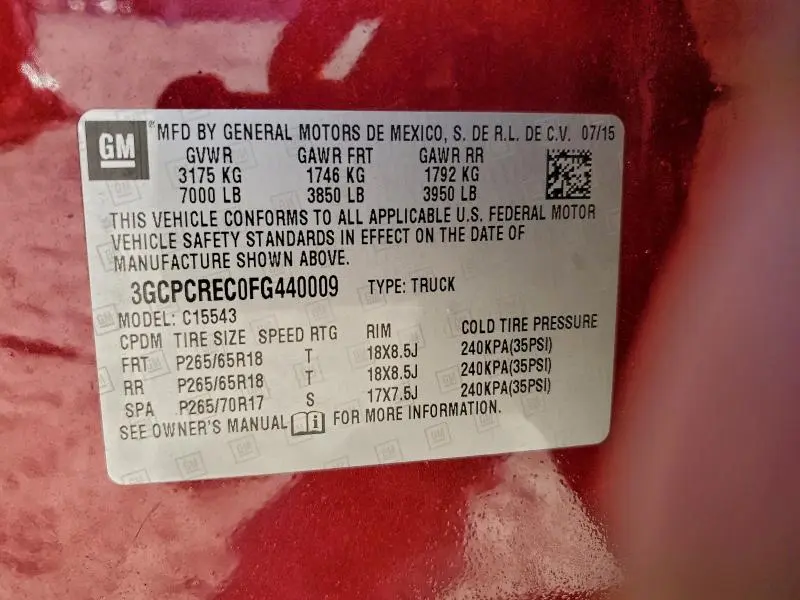 GM ® MFD BY GENERAL MOTORS DE MEXICO, S. DE R.L. DE C.V. 07/15
GVWR GAWR FRT GAWR RR
3175 KG 1746 KG 1792 KG
7000 LB 3850 LB 3950 LB
THIS VEHICLE CONFORMS TO ALL APPLICABLE U.S. FEDERAL MOTOR
VEHICLE SAFETY STANDARDS IN EFFECT ON THE DATE OF
MANUFACTURE SHOWN ABOVE.
3GCPCREC0FG440009 TYPE: TRUCK
MODEL: C15543
CPDM TIRE SIZE SPEED RTG RIM COLD TIRE PRESSURE
FRT P265/65R18 T 18X8.5J 240KPA(35PSI)
RR P265/65R18 T 18X8.5J 240KPA(35PSI)
SPA P265/70R17 S 17X7.5J 240KPA(35PSI)
SEE OWNER'S MANUAL i FOR MORE INFORMATION.